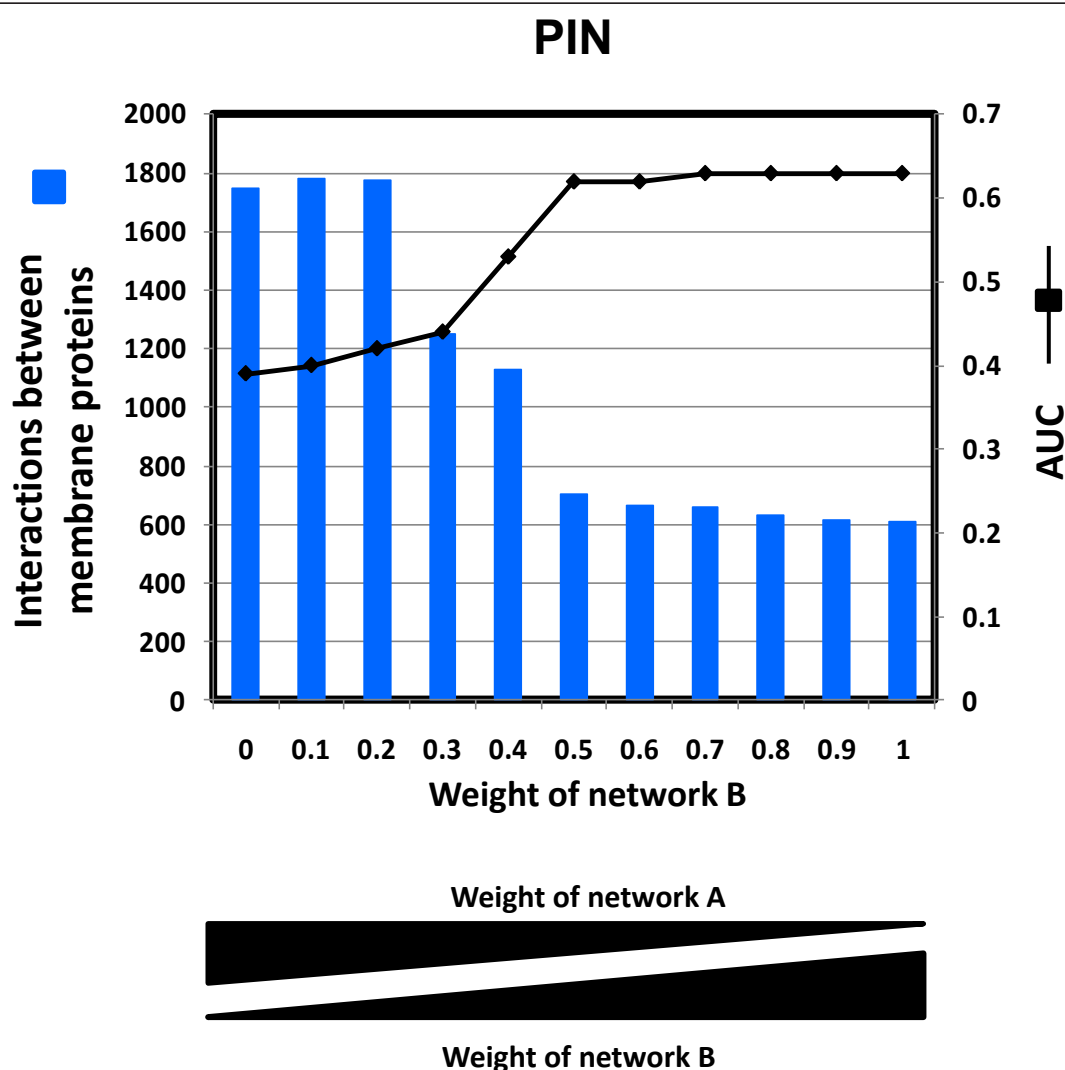 PIN
2000
1800
1600
1400
1200
1000
800
600
400
200
0
0.7
0.6
0.5
0.4
0.3
0.2
0.1
0
Interactions between
membrane proteins
AUC
0 0.1 0.2 0.3 0.4 0.5 0.6 0.7 0.8 0.9 1
Weight of network B
Weight of network A
Weight of network B